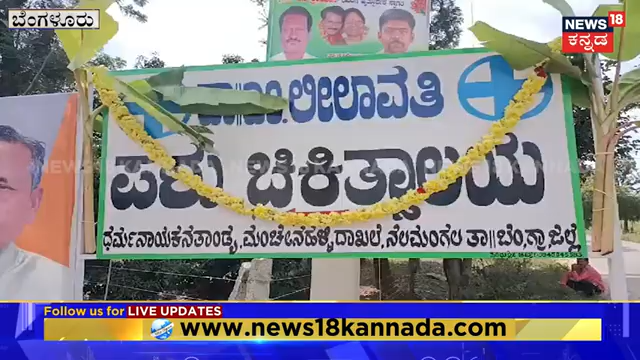 ಬೆಂಗಳೂರು
NEWS 18
ಕನ್ನಡ
ಡಾ|| ಎಂ. ಲೀಲಾವತಿ
ಪಶು ಚಿಕಿತ್ಸಾಲಯ
ಧರ್ಮನಾಯಕನತಾಂಡ್ಯ, ಮಂಚೇನಹಳ್ಳಿ ದಾಖಲೆ, ನೆಲಮಂಗಲ ತಾ|| ಬೆಂ.ಗ್ರಾ. ಜಿಲ್ಲೆ.
Follow us for LIVE UPDATES
www.news18kannada.com